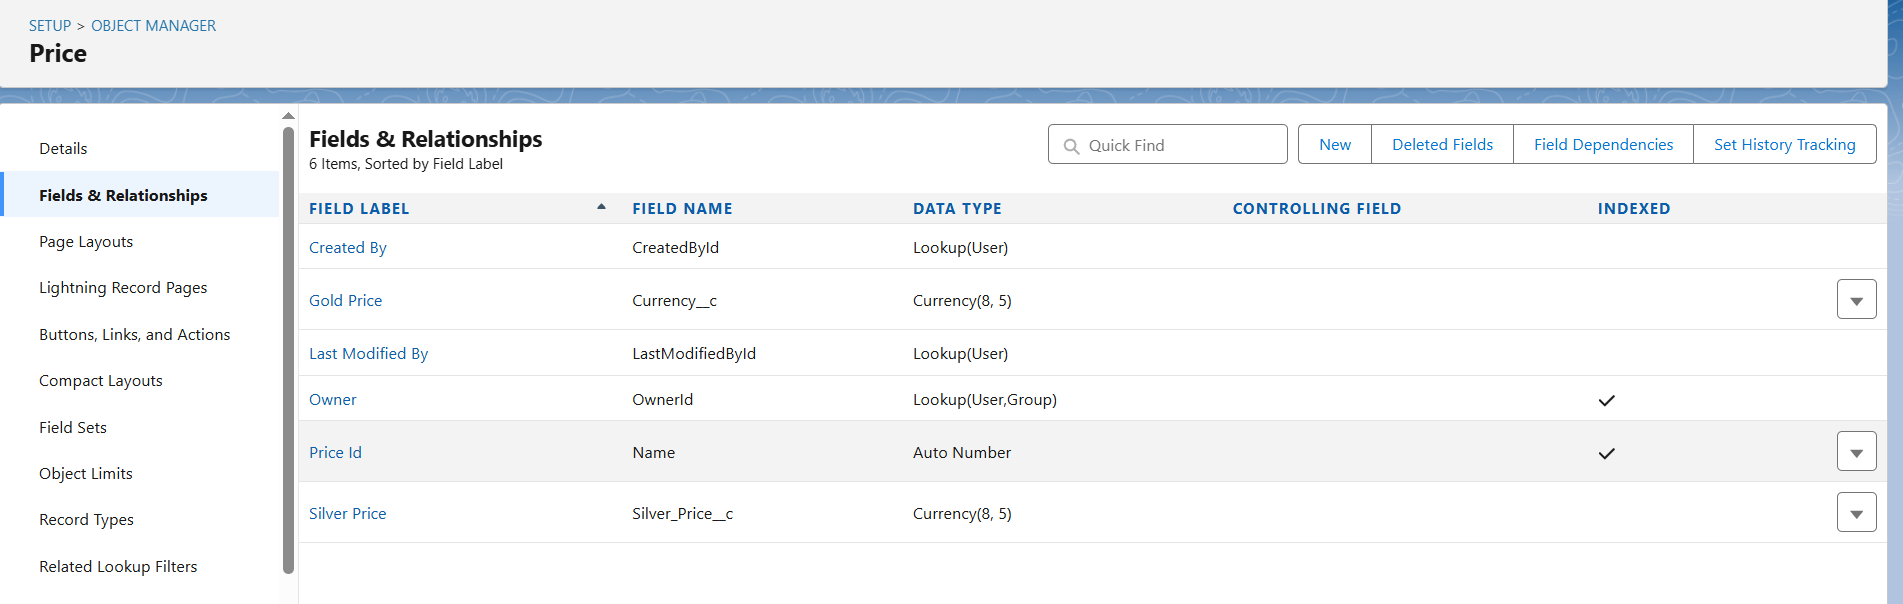 SETUP > OBJECT MANAGER
Price
Details
Fields & Relationships
Page Layouts
Lightning Record Pages
Buttons, Links, and Actions
Compact Layouts
Field Sets
Object Limits
Record Types
Related Lookup Filters
Fields & Relationships
6 Items, Sorted by Field Label
Quick Find
New
Deleted Fields
Field Dependencies
Set History Tracking
FIELD LABEL FIELD NAME DATA TYPE CONTROLLING FIELD INDEXED
Created By CreatedById Lookup(User)
Gold Price Currency__c Currency(8, 5)
Last Modified By LastModifiedById Lookup(User)
Owner OwnerId Lookup(User,Group)
Price Id Name Auto Number
Silver Price Silver_Price__c Currency(8, 5)